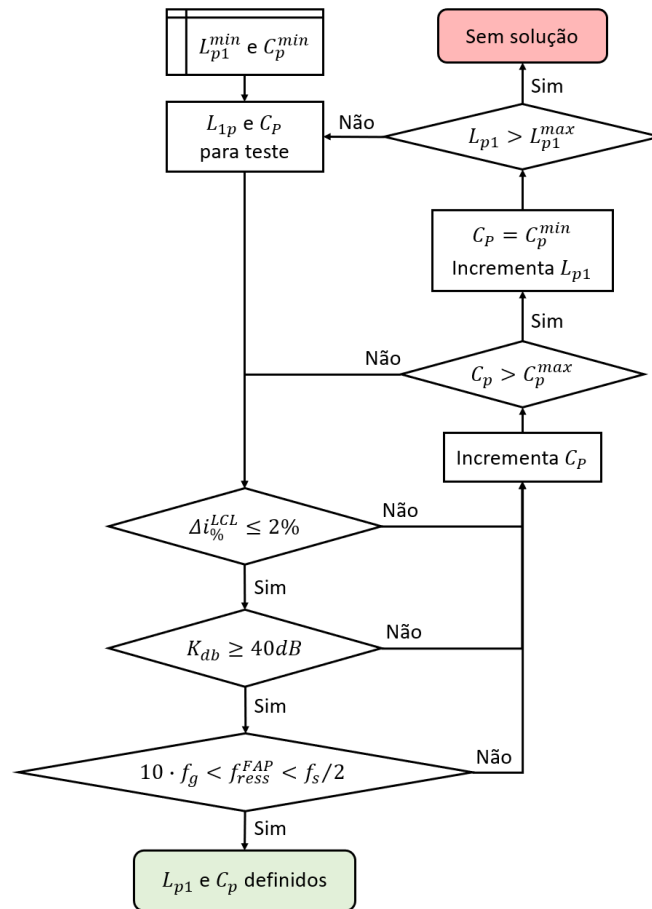 L_{p1}^{min} e C_p^{min}
Sem solução
Sim
L_{1p} e C_P
para teste
Não
L_{p1} > L_{p1}^{max}
C_P = C_p^{min}
Incrementa L_{p1}
Sim
Não
C_p > C_p^{max}
Incrementa C_P
Δi_%^{LCL} ≤ 2%
Não
Sim
K_{db} ≥ 40dB
Não
Sim
10 · f_g < f_{ress}^{FAP} < f_s/2
Não
Sim
L_{p1} e C_p definidos